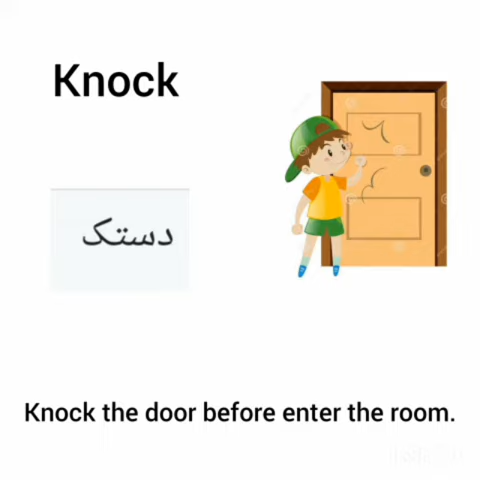 Knock
دستک
Knock the door before enter the room.